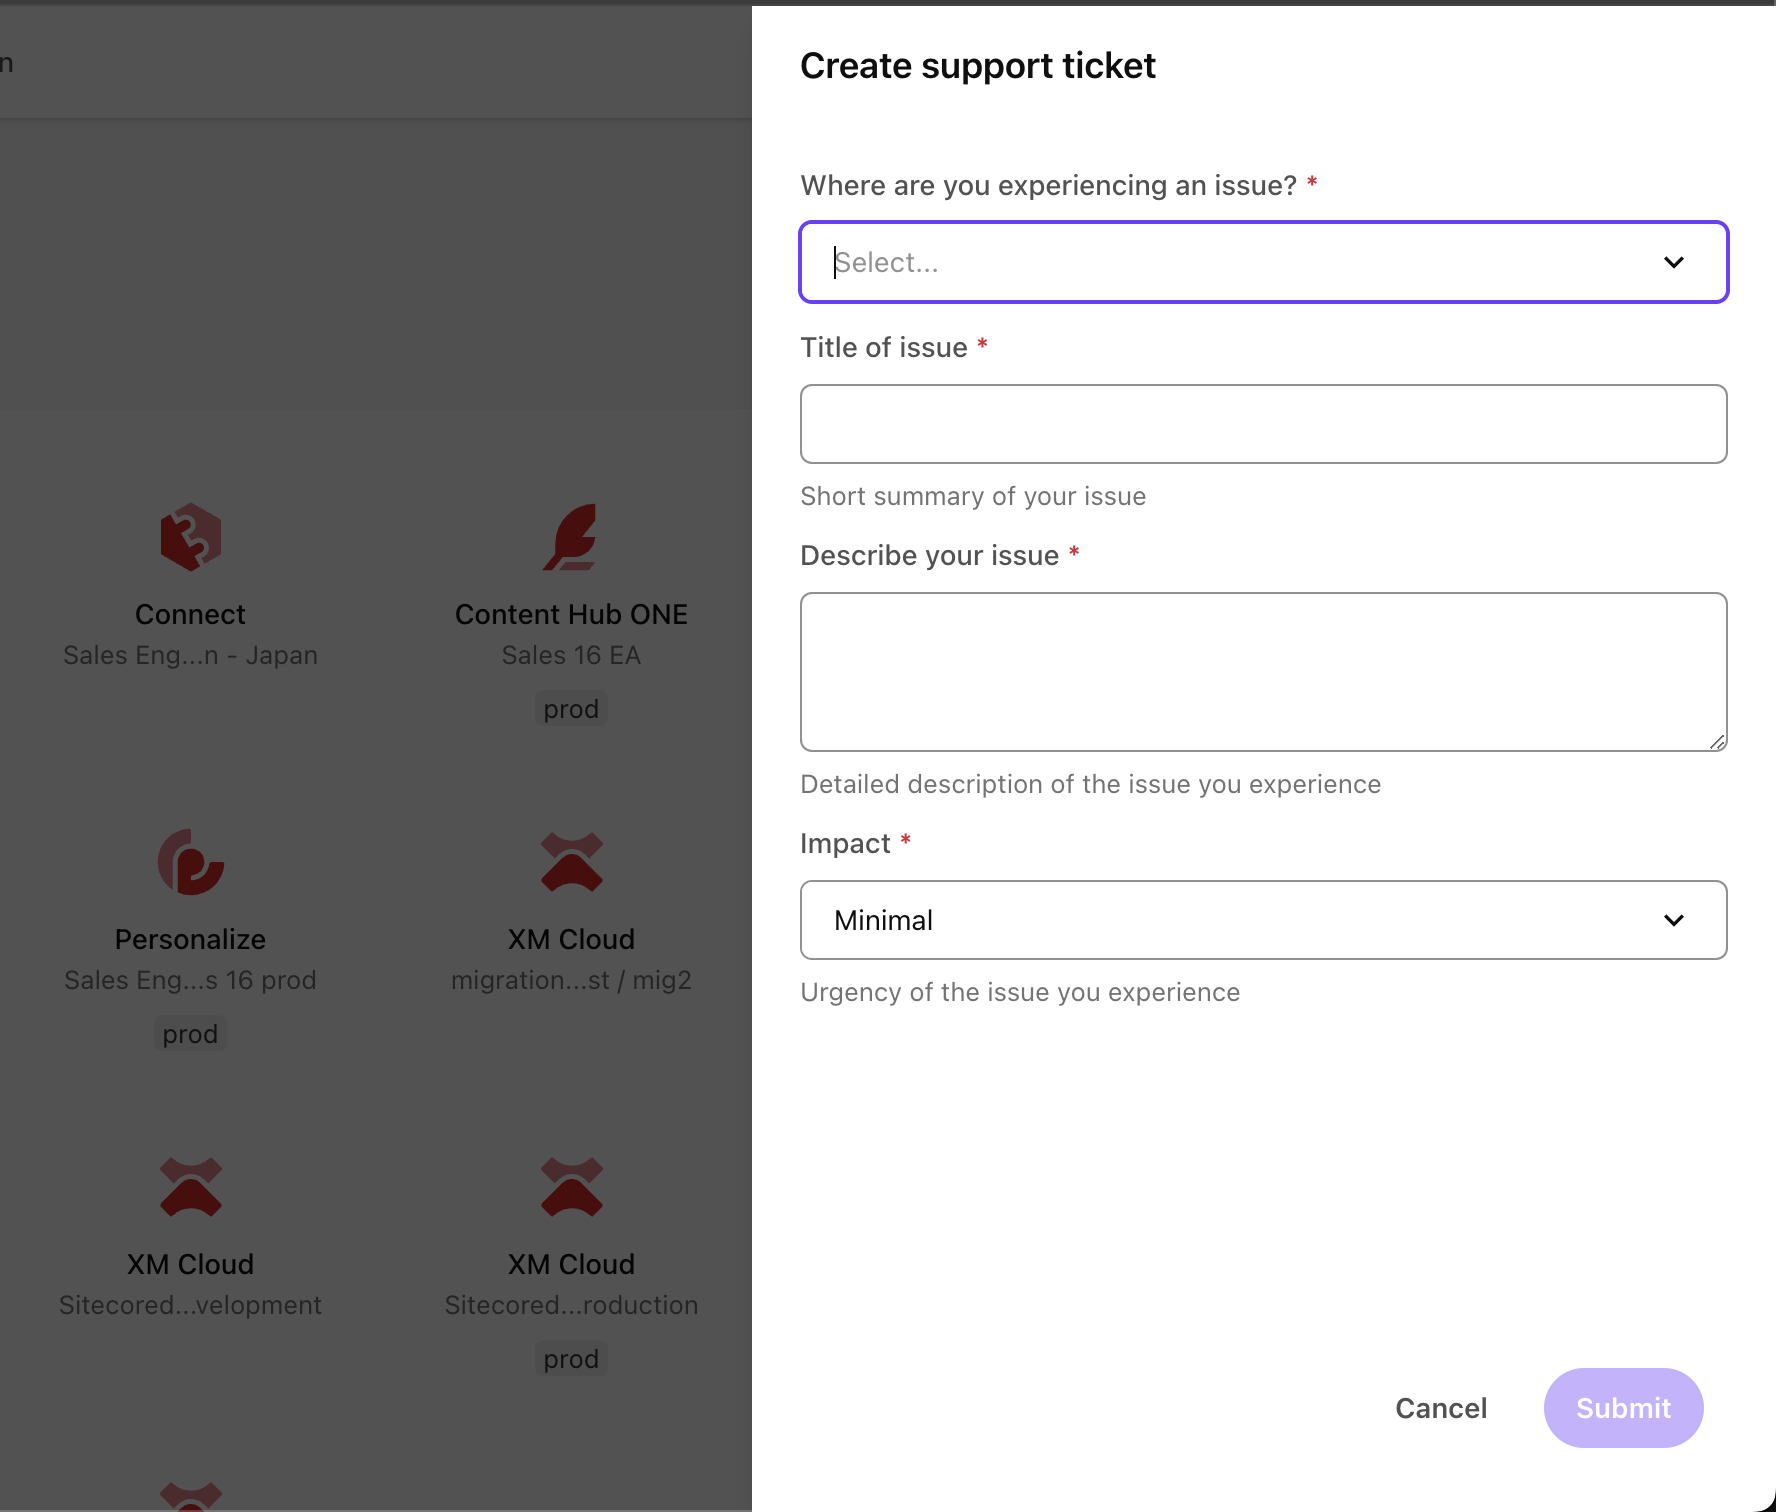 n
Connect
Sales Eng...n - Japan
Content Hub ONE
Sales 16 EA
prod
Personalize
Sales Eng...s 16 prod
prod
XM Cloud
migration...st / mig2
XM Cloud
Sitecored...velopment
XM Cloud
Sitecored...roduction
prod
Create support ticket
Where are you experiencing an issue? *
Select...
Title of issue *
Short summary of your issue
Describe your issue *
Detailed description of the issue you experience
Impact *
Minimal
Urgency of the issue you experience
Cancel
Submit